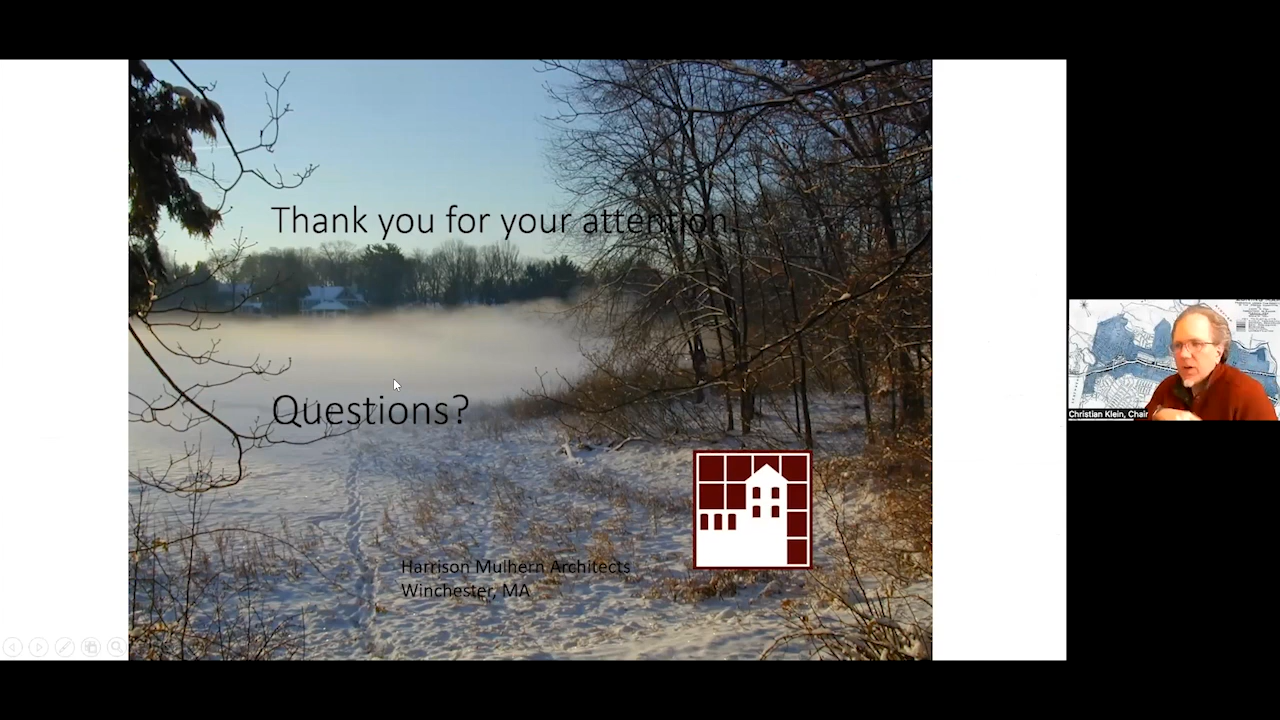 Thank you for your attention.
Questions?
Harrison Mulhern Architects
Winchester, MA
Christian Klein, Chair